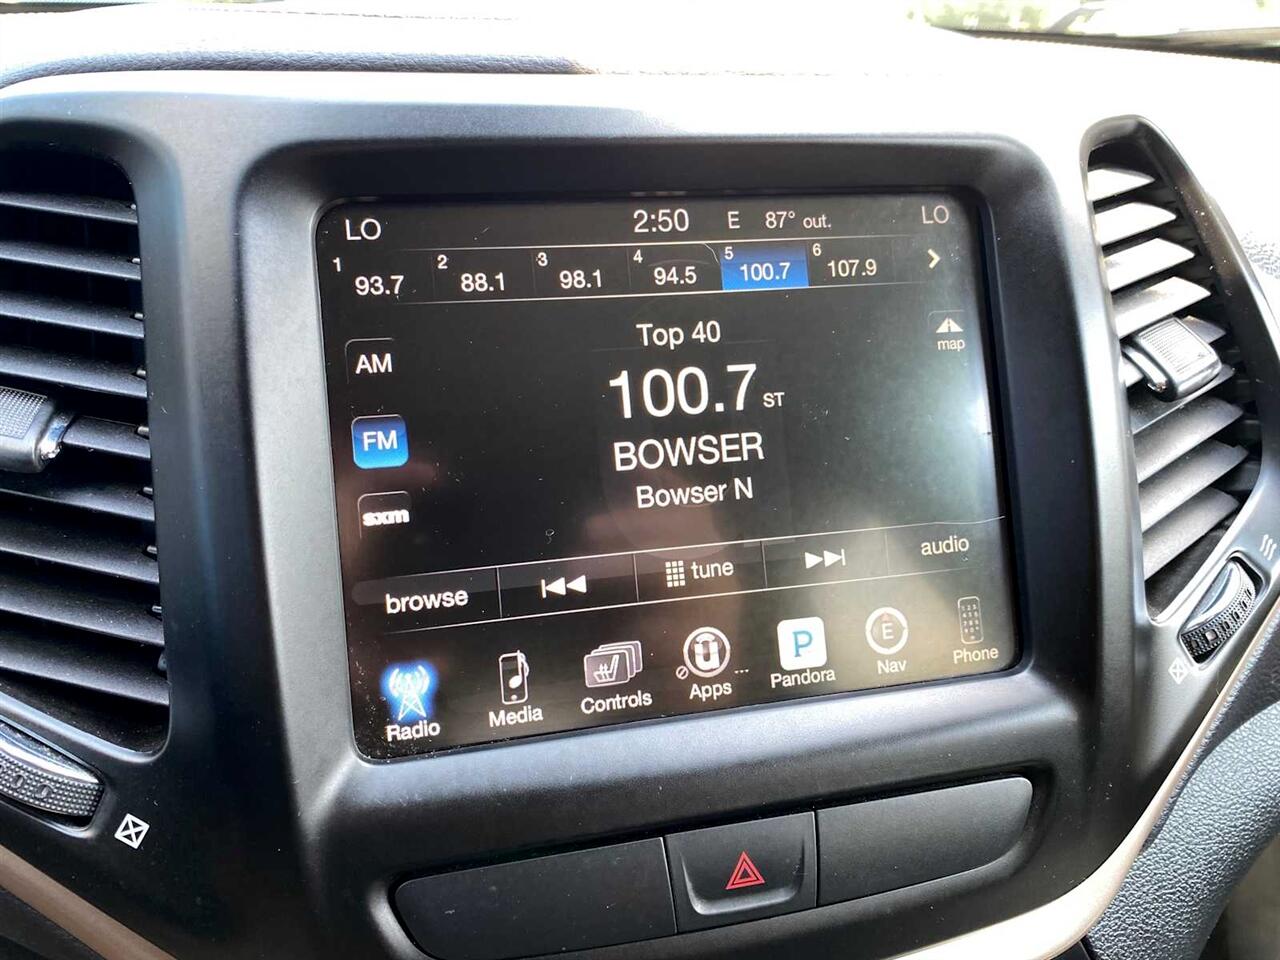 LO 2:50 E 87° out. LO
1 93.7 2 88.1 3 98.1 4 94.5 5 100.7 6 107.9
Top 40
map
AM
100.7 ST
FM
BOWSER
Bowser N
sxm
browse tune audio
Radio Media Controls Apps ... P Pandora E Nav Phone